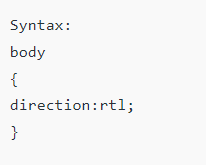 Syntax:
body
{
direction:rtl;
}